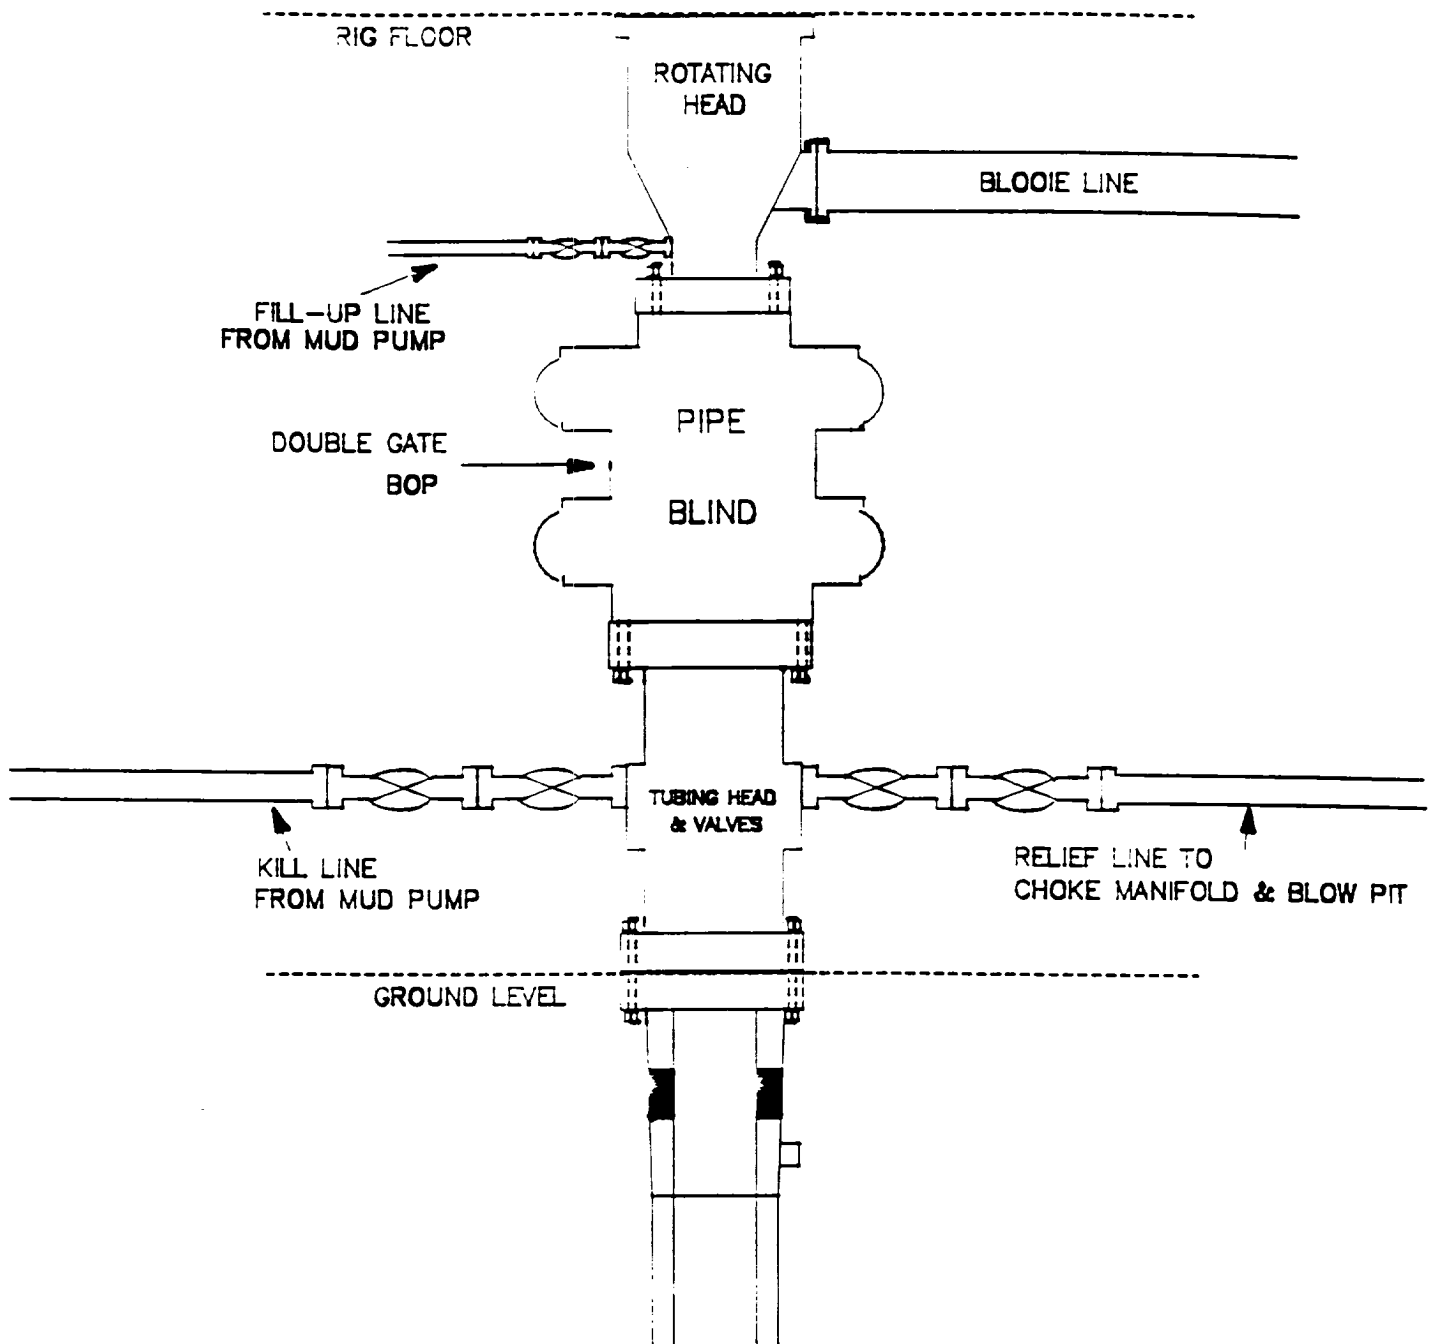 RIG FLOOR
ROTATING
HEAD
BLOOIE LINE
FILL-UP LINE
FROM MUD PUMP
PIPE
DOUBLE GATE
BOP
BLIND
TUBING HEAD
& VALVES
KILL LINE
FROM MUD PUMP
RELIEF LINE TO
CHOKE MANIFOLD & BLOW PIT
GROUND LEVEL